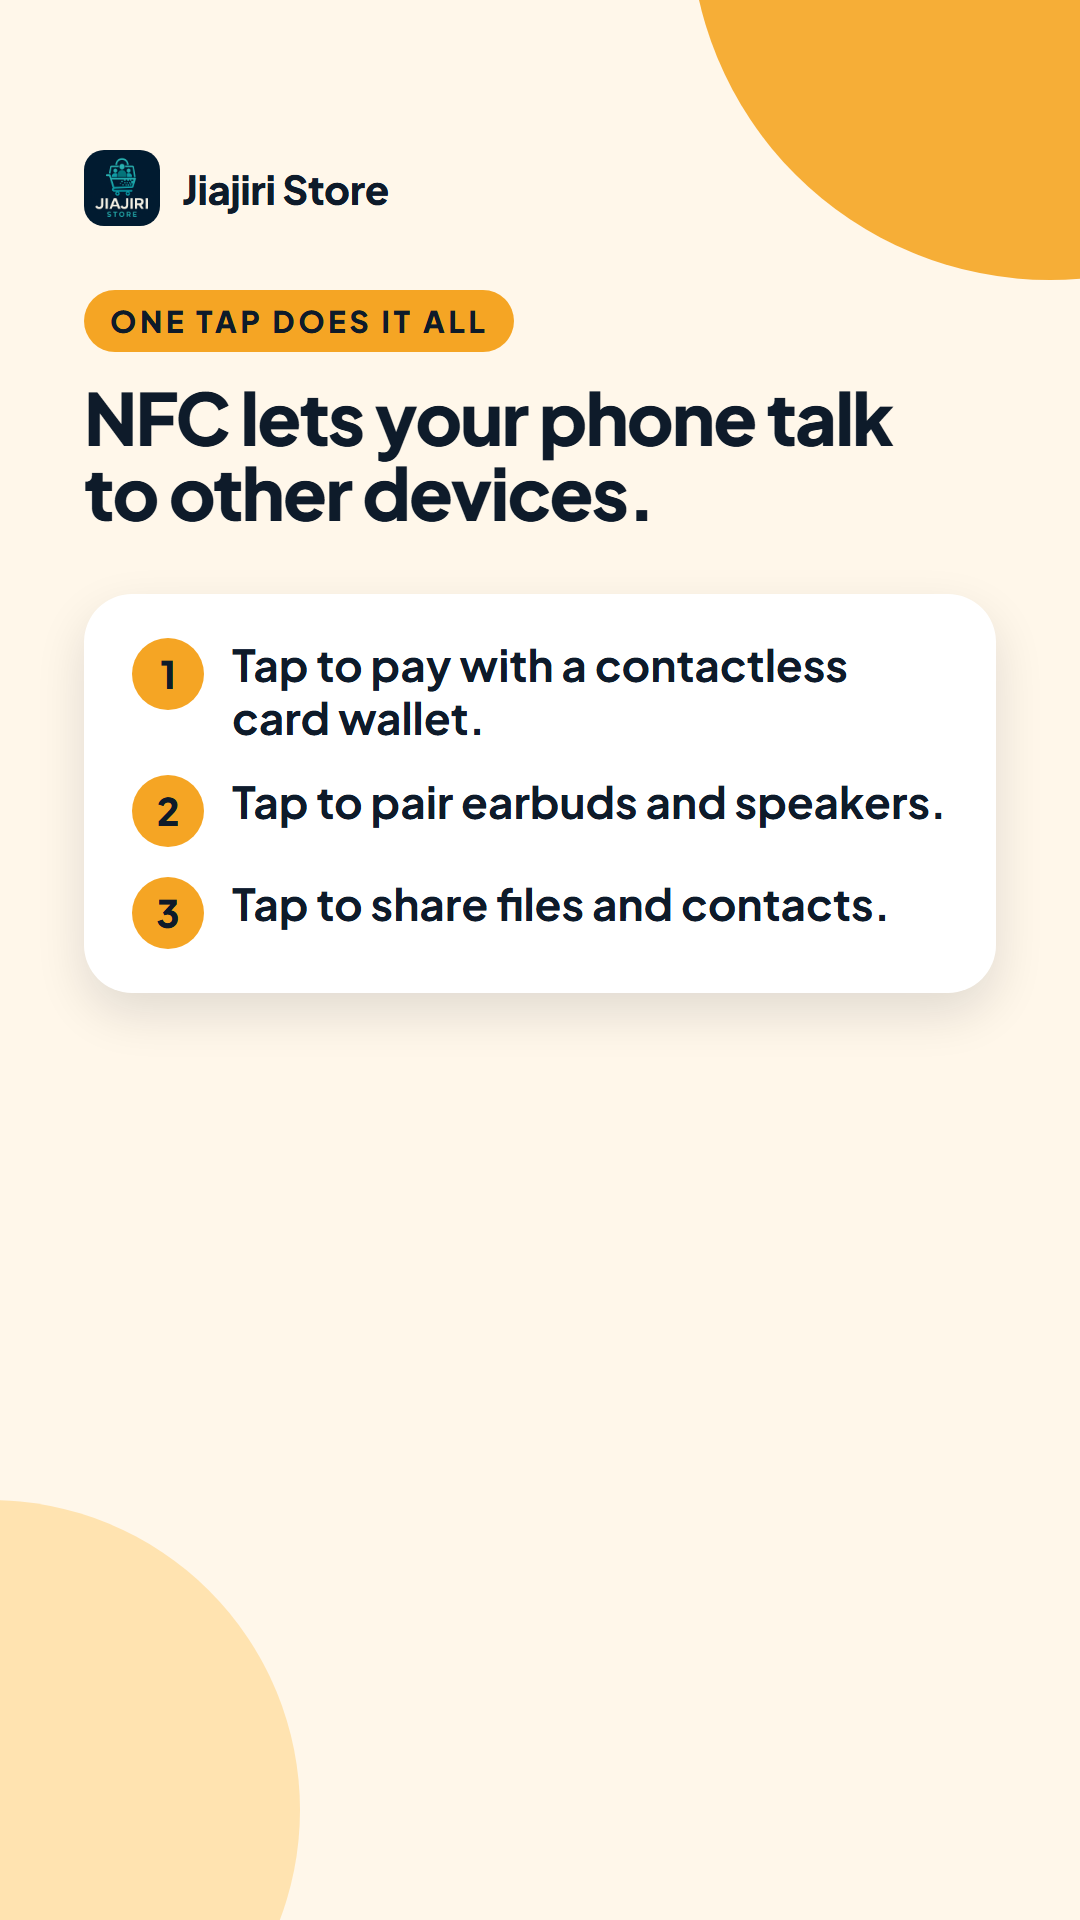 JIAJIRI
STORE
Jiajiri Store
ONE TAP DOES IT ALL
NFC lets your phone talk
to other devices.
1 Tap to pay with a contactless
card wallet.
2 Tap to pair earbuds and speakers.
3 Tap to share files and contacts.